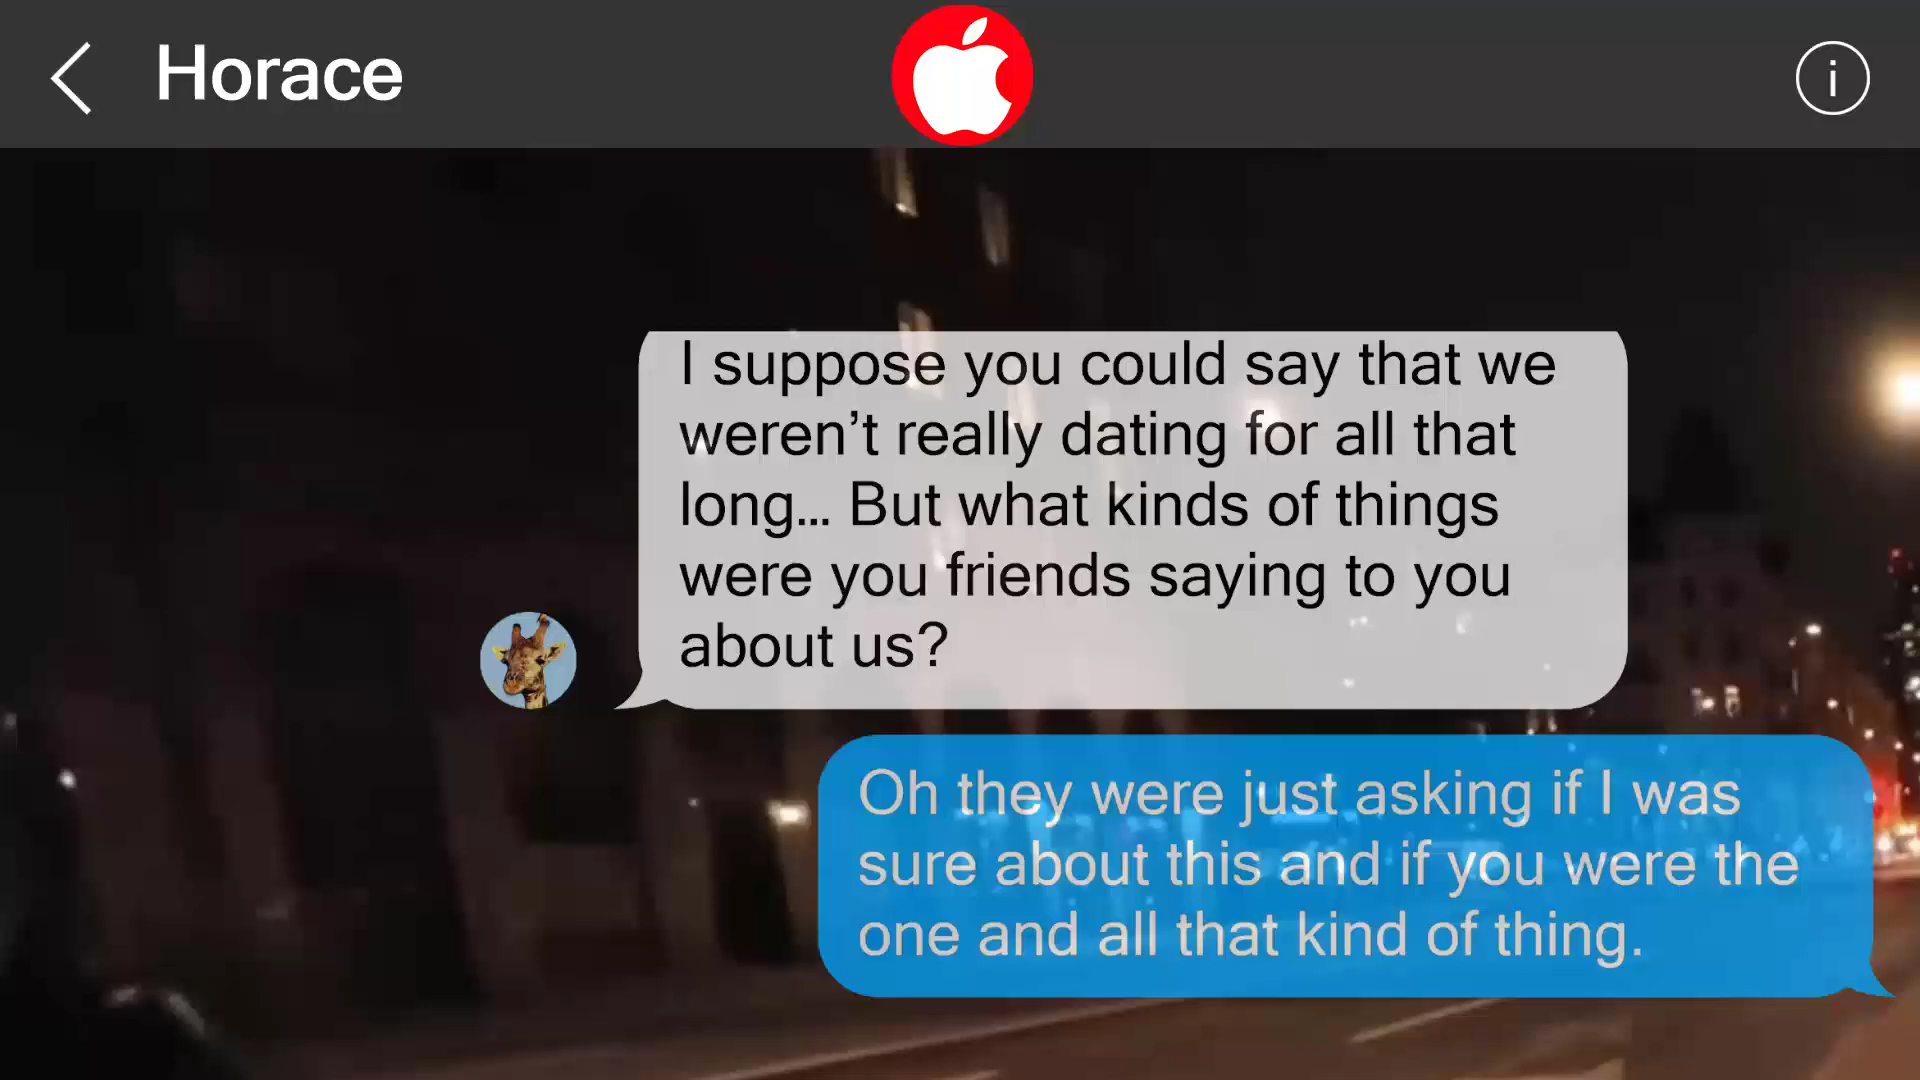 Horace
i
I suppose you could say that we
weren’t really dating for all that
long... But what kinds of things
were you friends saying to you
about us?
Oh they were just asking if I was
sure about this and if you were the
one and all that kind of thing.